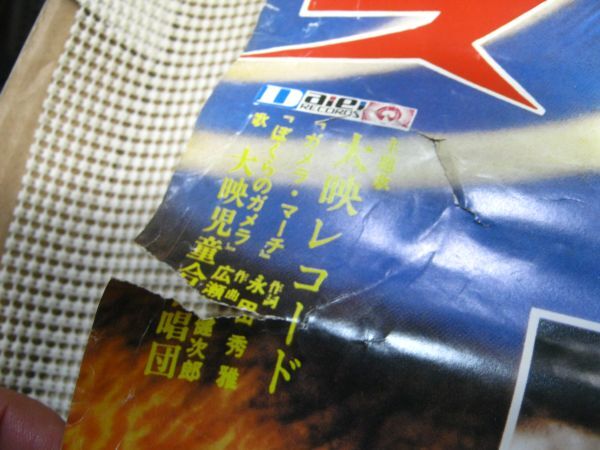 Daiei
RECORDS
主題歌
大映レコード
『ガメラ・マーチ』
『ぼくらのガメラ』
作詞 永田秀雅
作曲 広瀬健次郎
歌 大映児童合唱団